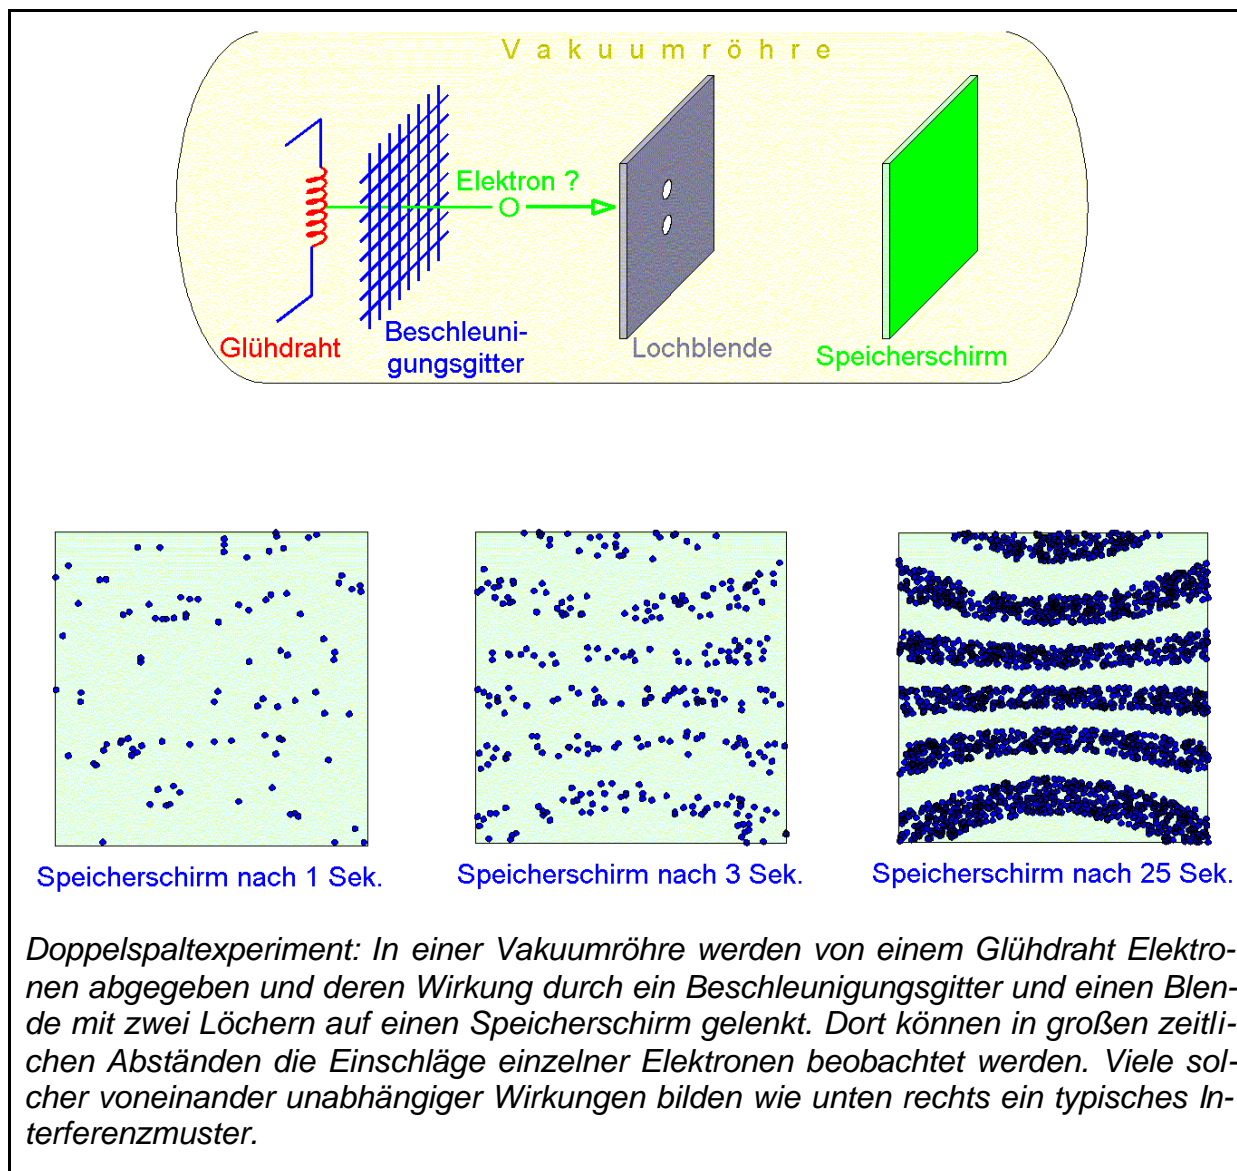 V a k u u m r ö h r e
Elektron ?
Glühdraht
Beschleuni-
gungsgitter
Lochblende
Speicherschirm
Speicherschirm nach 1 Sek.
Speicherschirm nach 3 Sek.
Speicherschirm nach 25 Sek.
Doppelspaltexperiment: In einer Vakuumröhre werden von einem Glühdraht Elektro-
nen abgegeben und deren Wirkung durch ein Beschleunigungsgitter und einen Blen-
de mit zwei Löchern auf einen Speicherschirm gelenkt. Dort können in großen zeitli-
chen Abständen die Einschläge einzelner Elektronen beobachtet werden. Viele sol-
cher voneinander unabhängiger Wirkungen bilden wie unten rechts ein typisches In-
terferenzmuster.